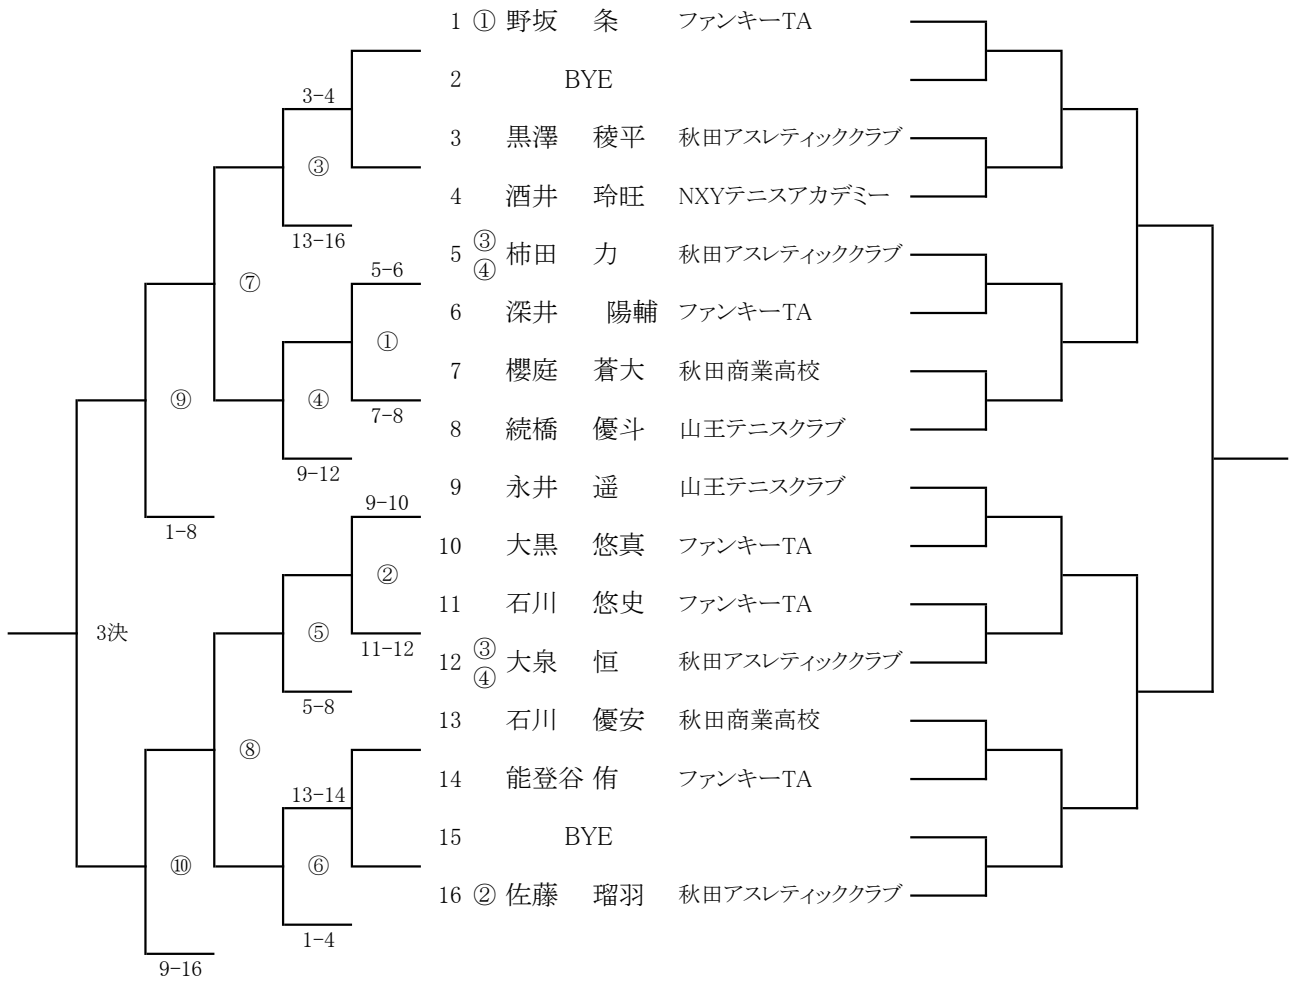 1 ① 野坂 条 ファンキーTA
2 BYE
3-4
3 黒澤 稜平 秋田アスレティッククラブ
③
4 酒井 玲旺 NXYテニスアカデミー
13-16
5 ③④ 柿田 力 秋田アスレティッククラブ
5-6
⑦
6 深井 陽輔 ファンキーTA
①
7 櫻庭 蒼大 秋田商業高校
⑨ ④
7-8
8 続橋 優斗 山王テニスクラブ
9-12
9 永井 遥 山王テニスクラブ
9-10
1-8
10 大黒 悠真 ファンキーTA
②
11 石川 悠史 ファンキーTA
3決 ⑤
11-12
12 ③④ 大泉 恒 秋田アスレティッククラブ
5-8
13 石川 優安 秋田商業高校
⑧
14 能登谷 侑 ファンキーTA
13-14
15 BYE
⑩ ⑥
16 ② 佐藤 瑠羽 秋田アスレティッククラブ
1-4
9-16